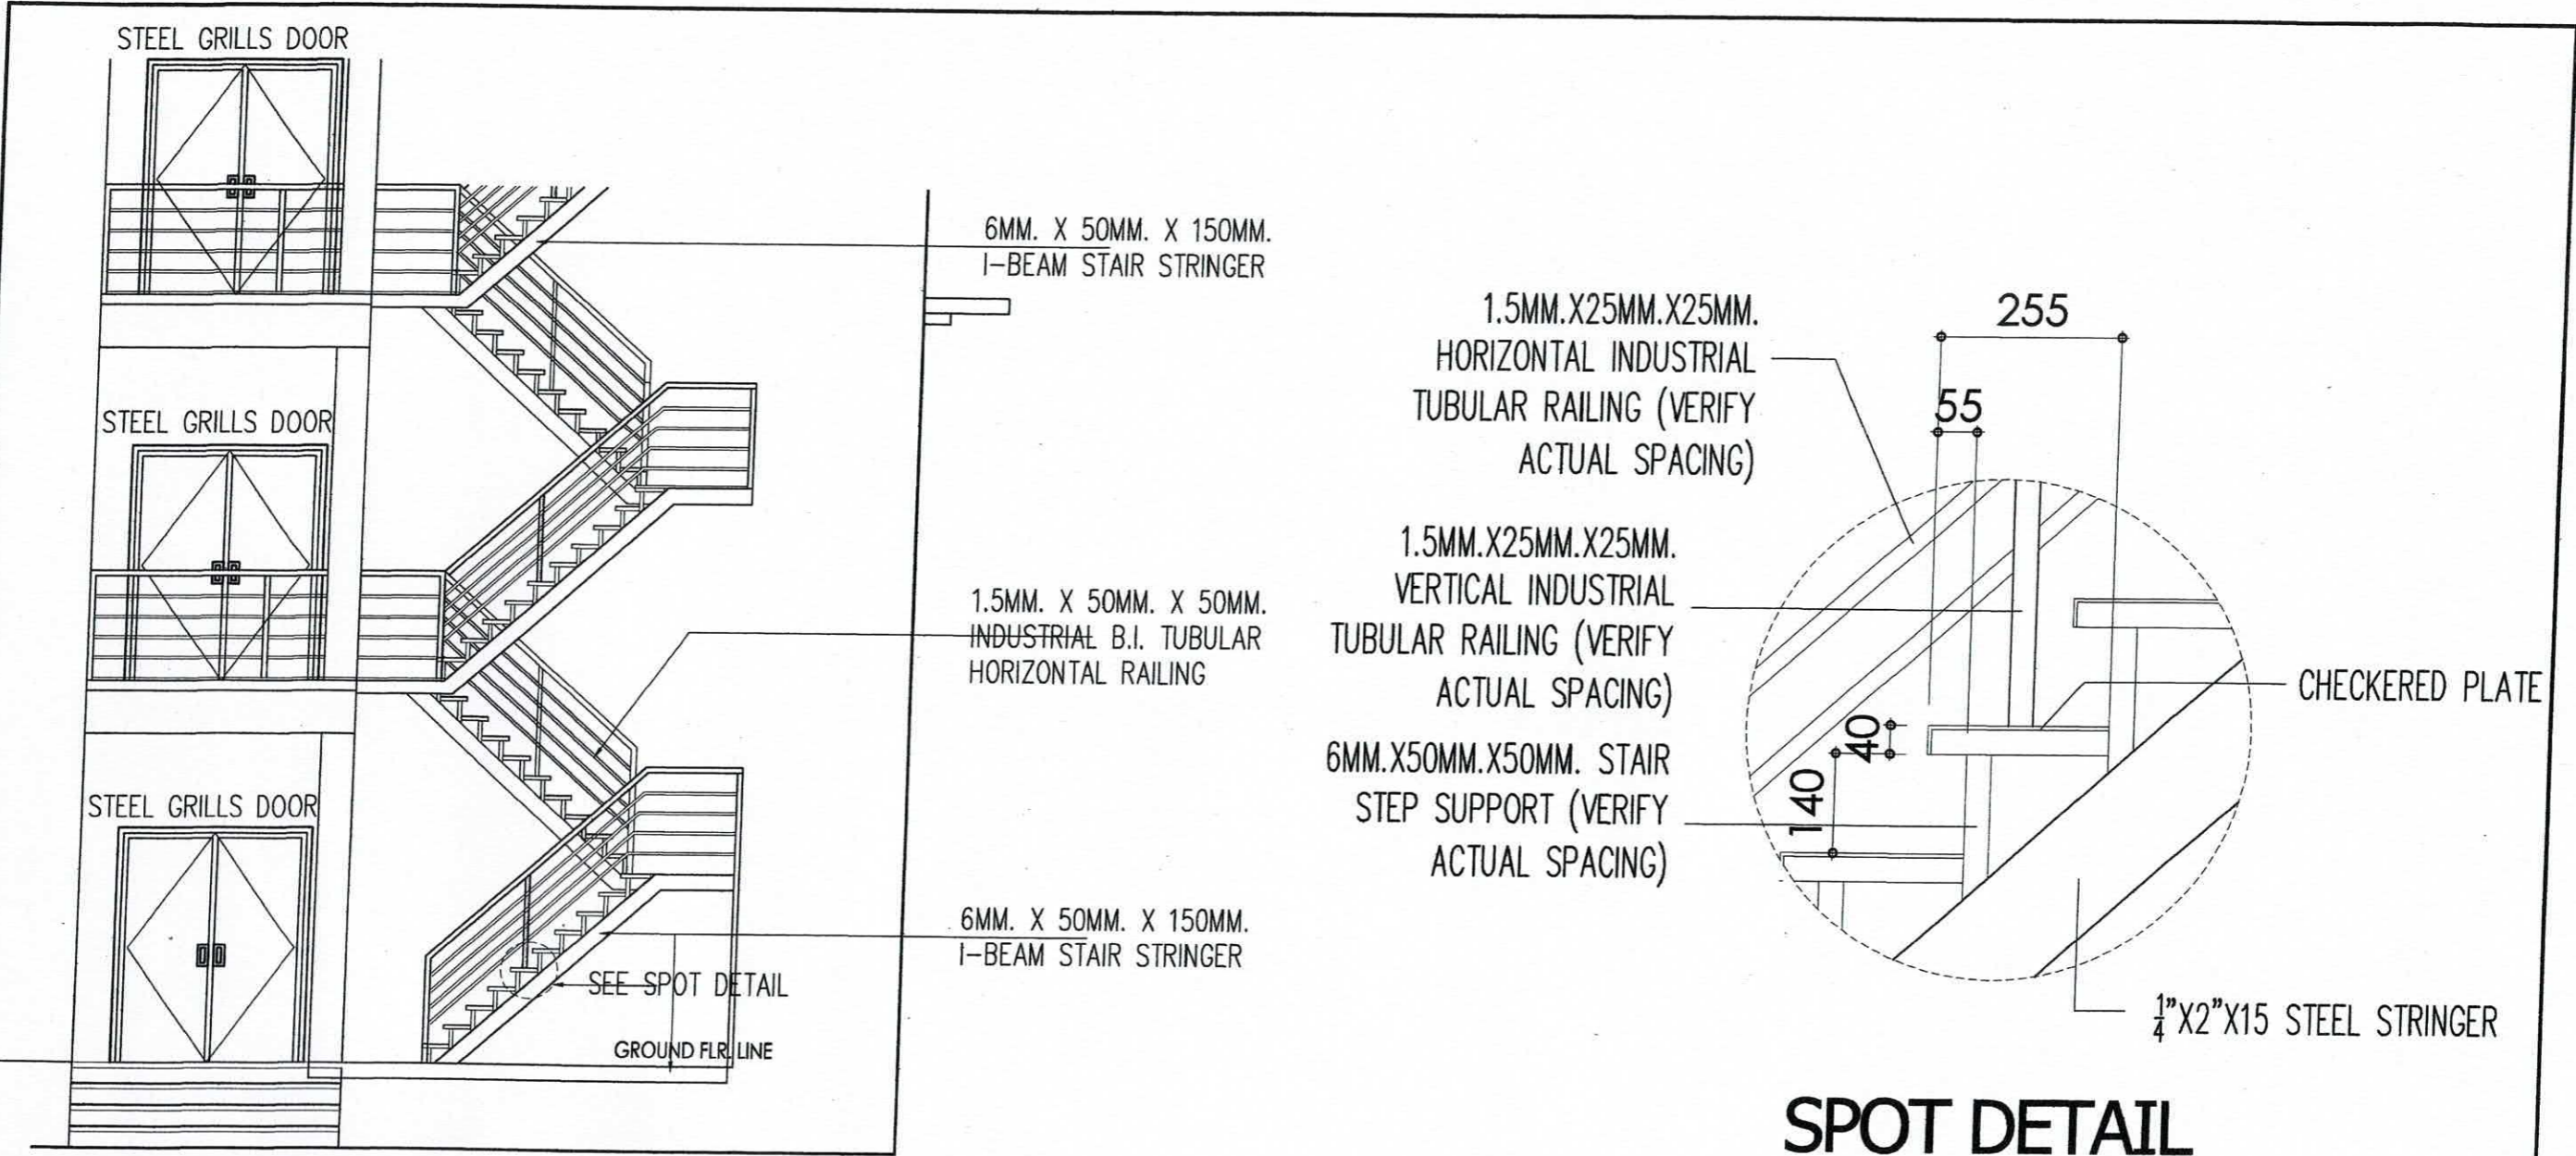 STEEL GRILLS DOOR
6MM. X 50MM. X 150MM.
I-BEAM STAIR STRINGER
STEEL GRILLS DOOR
1.5MM. X 50MM. X 50MM.
INDUSTRIAL B.I. TUBULAR
HORIZONTAL RAILING
STEEL GRILLS DOOR
6MM. X 50MM. X 150MM.
I-BEAM STAIR STRINGER
SEE SPOT DETAIL
GROUND FLR. LINE
1.5MM.X25MM.X25MM.
HORIZONTAL INDUSTRIAL
TUBULAR RAILING (VERIFY
ACTUAL SPACING)
255
55
1.5MM.X25MM.X25MM.
VERTICAL INDUSTRIAL
TUBULAR RAILING (VERIFY
ACTUAL SPACING)
CHECKERED PLATE
40
140
6MM.X50MM.X50MM. STAIR
STEP SUPPORT (VERIFY
ACTUAL SPACING)
¼"X2"X15 STEEL STRINGER
SPOT DETAIL